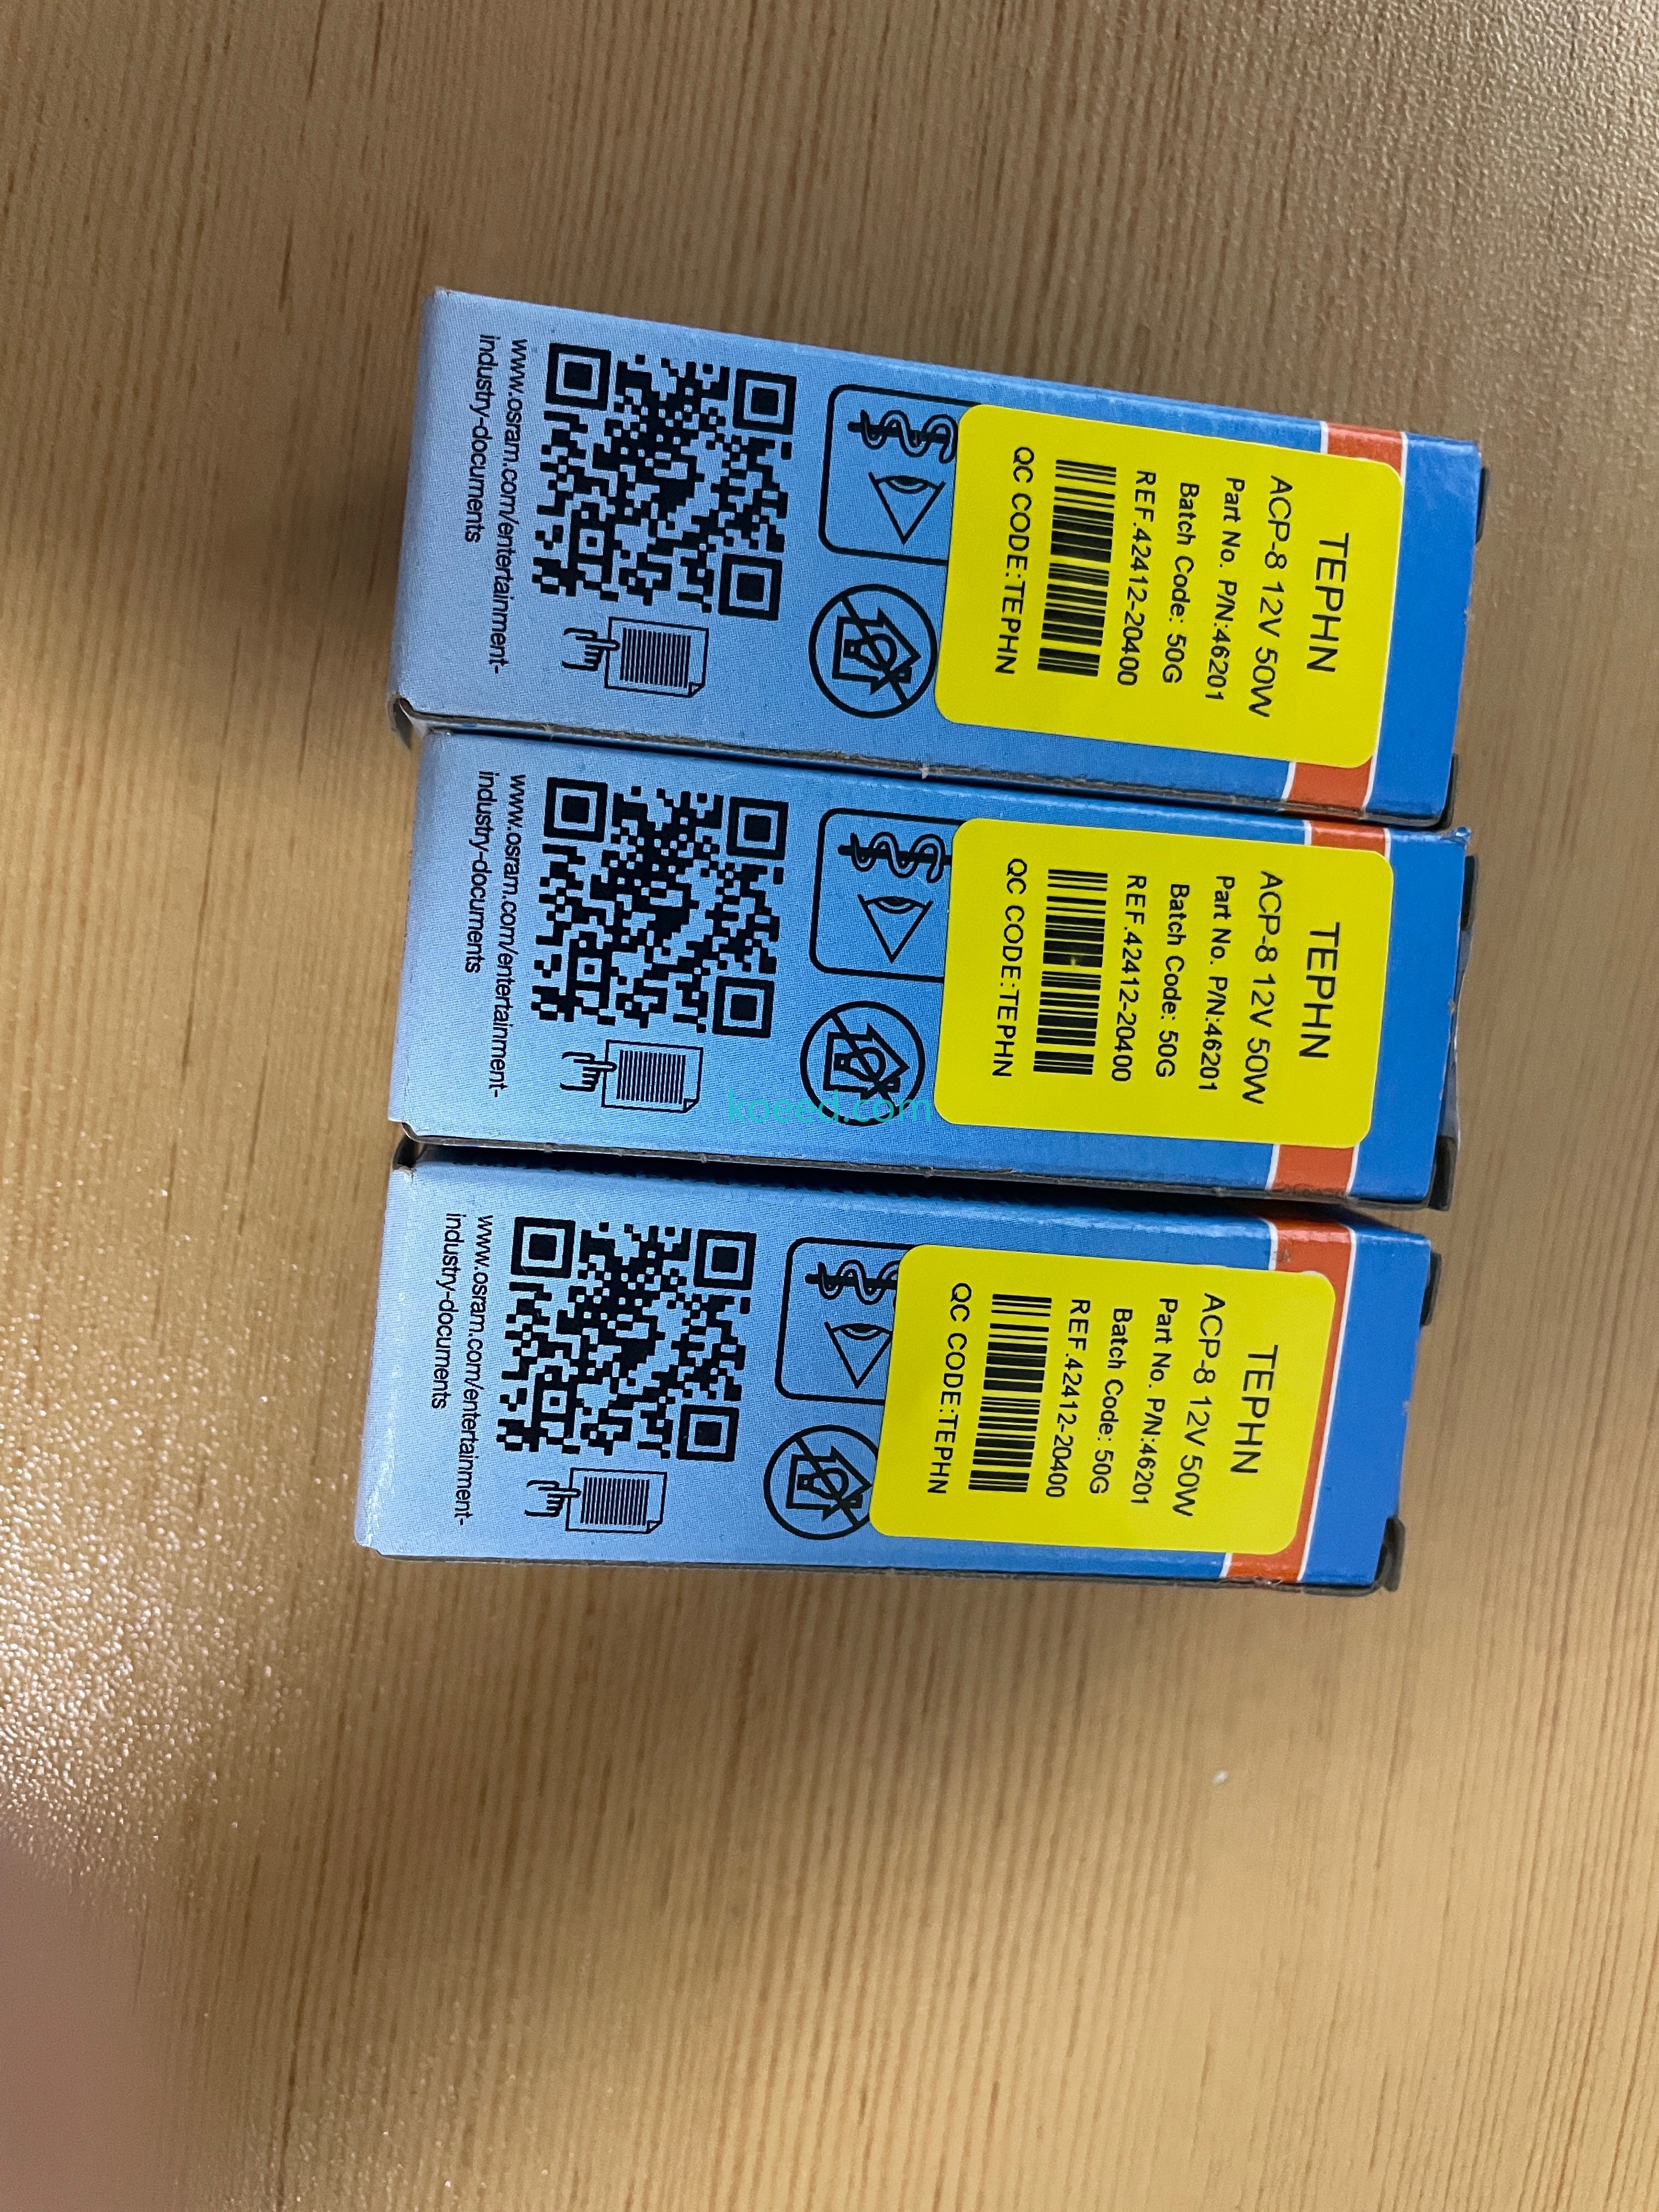 TEPHN
ACP-8 12V 50W
Part No. P/N:46201
Batch Code: 50G
REF.42412-20400
QC CODE:TEPHN
www.osram.com/entertainment-
industry-documents
TEPHN
ACP-8 12V 50W
Part No. P/N:46201
Batch Code: 50G
REF.42412-20400
QC CODE:TEPHN
www.osram.com/entertainment-
industry-documents
kaeed.com
TEPHN
ACP-8 12V 50W
Part No. P/N:46201
Batch Code: 50G
REF.42412-20400
QC CODE:TEPHN
www.osram.com/entertainment-
industry-documents